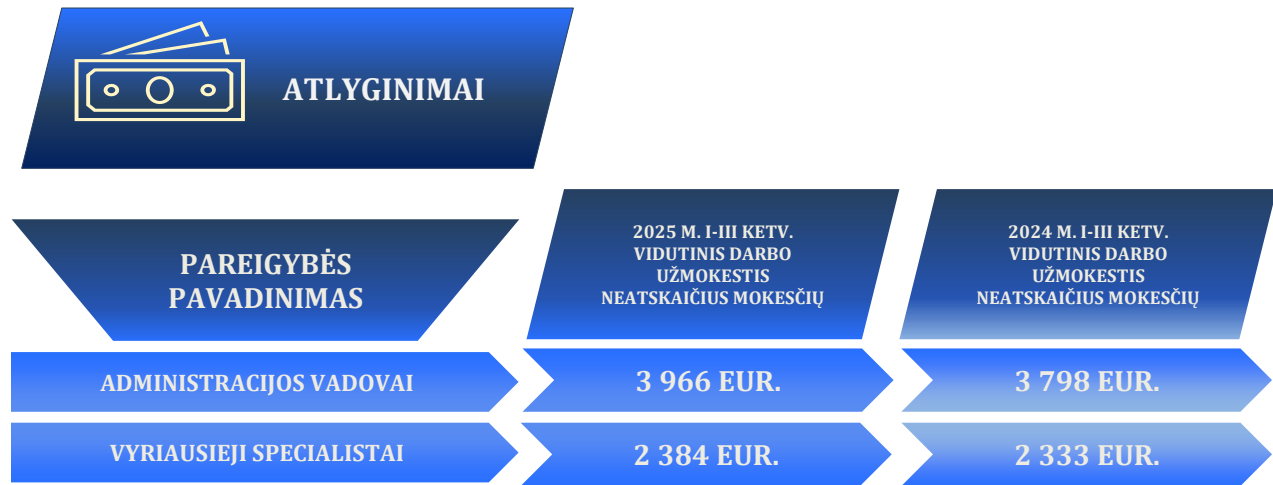 ATLYGINIMAI
PAREIGYBĖS
PAVADINIMAS
2025 M. I-III KETV.
VIDUTINIS DARBO
UŽMOKESTIS
NEATSKAIČIUS MOKESČIŲ
2024 M. I-III KETV.
VIDUTINIS DARBO
UŽMOKESTIS
NEATSKAIČIUS MOKESČIŲ
ADMINISTRACIJOS VADOVAI
3 966 EUR.
3 798 EUR.
VYRIAUSIEJI SPECIALISTAI
2 384 EUR.
2 333 EUR.